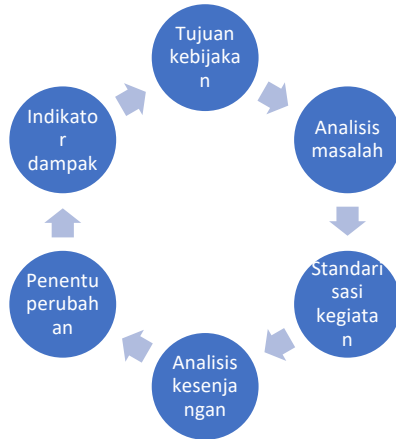 Tujuan
kebijaka
n
Analisis
masalah
Standari
sasi
kegiata
n
Analisis
kesenja
ngan
Penentu
perubah
an
Indikato
r
dampak